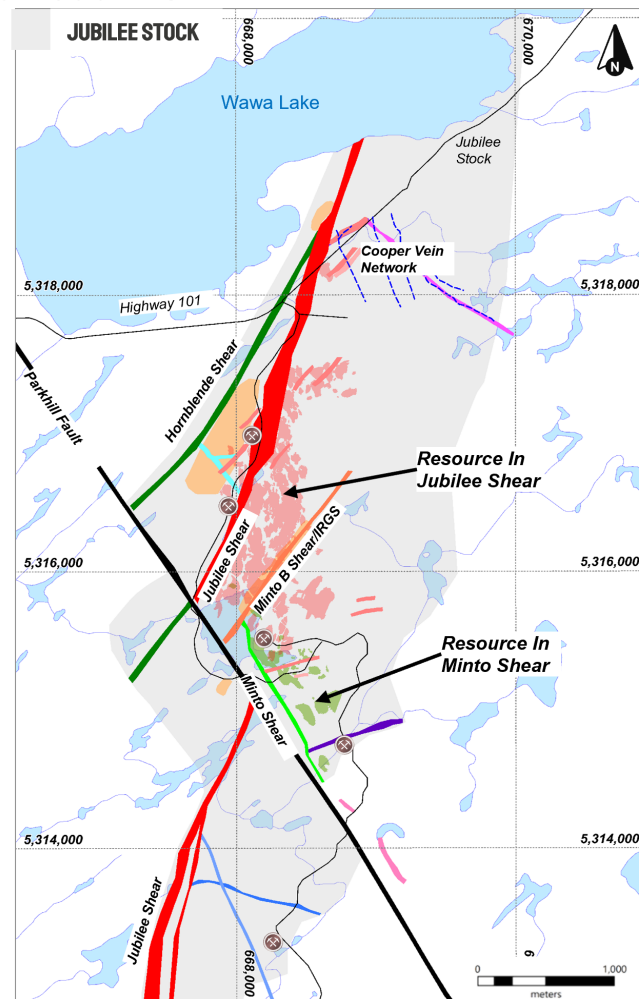 JUBILEE STOCK
668,000
670,000
N
Wawa Lake
Jubilee
Stock
Cooper Vein
Network
5,318,000
5,318,000
Highway 101
Hornblende Shear
Parkhill Fault
Resource In
Jubilee Shear
5,316,000
5,316,000
Jubilee Shear
Minto B Shear/IRGS
Resource In
Minto Shear
Minto Shear
5,314,000
5,314,000
Jubilee Shear
668,000
6
0
1,000
meters